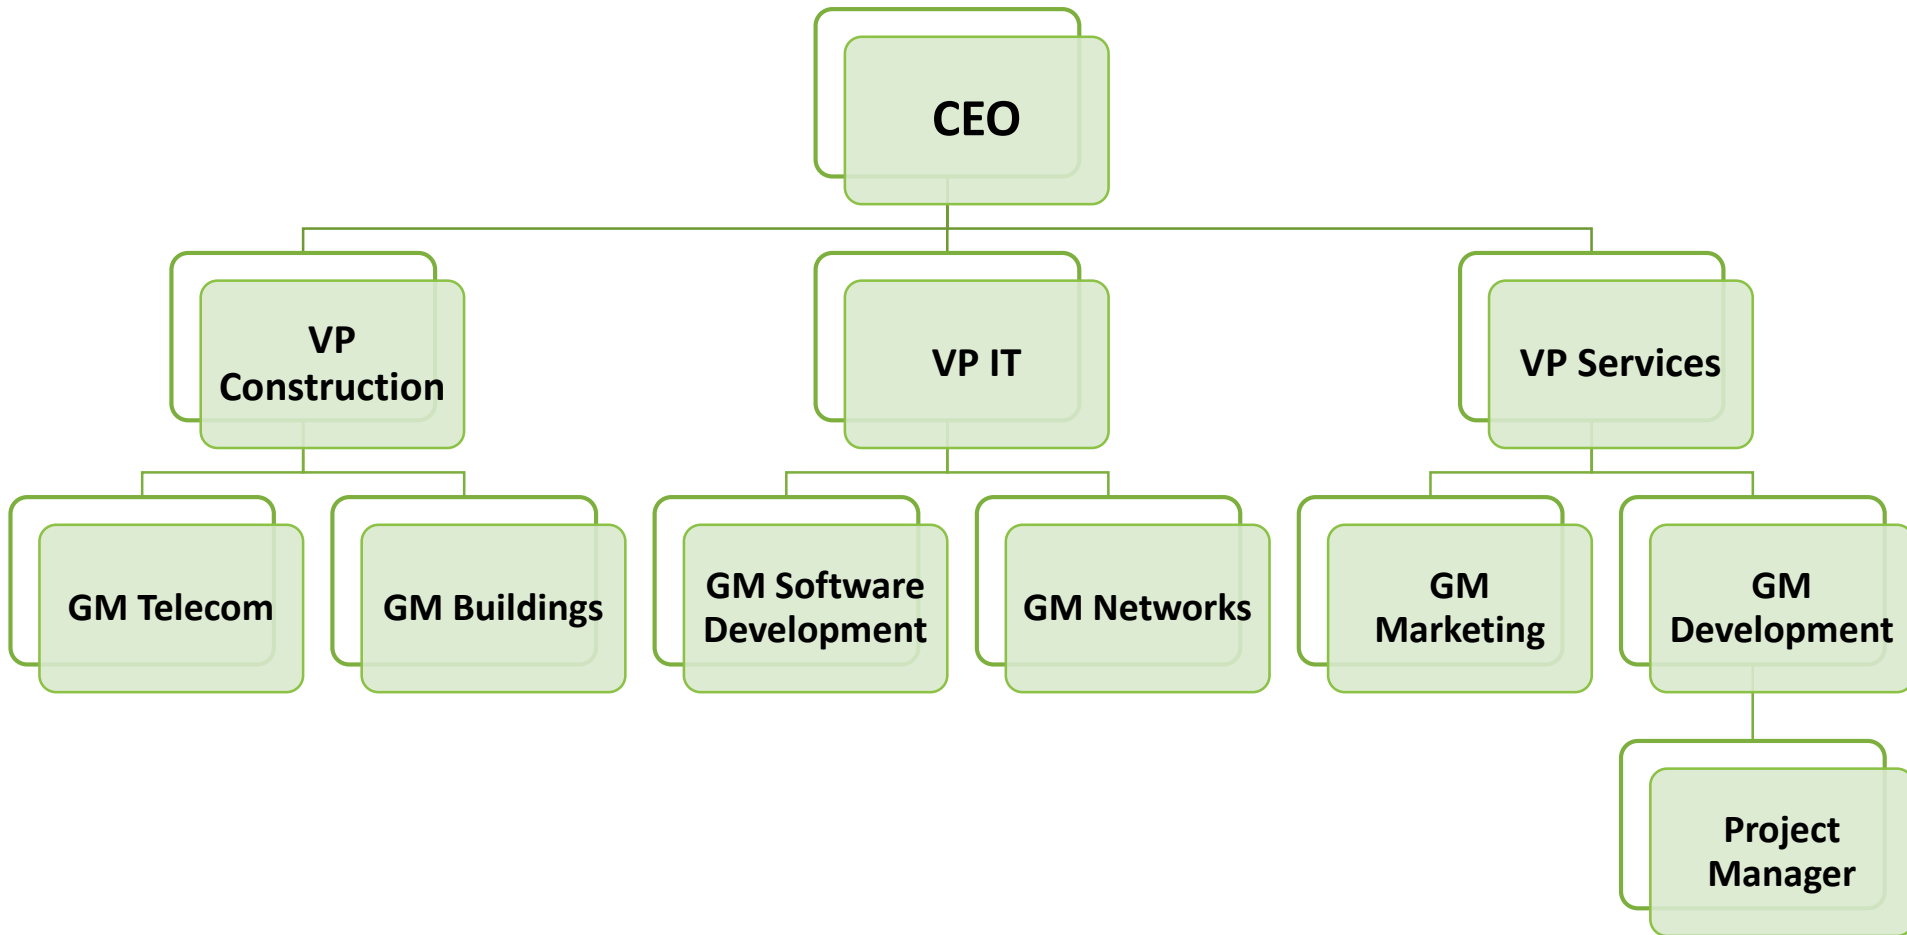 CEO
VP
Construction
VP IT
VP Services
GM Telecom
GM Buildings
GM Software
Development
GM Networks
GM
Marketing
GM
Development
Project
Manager